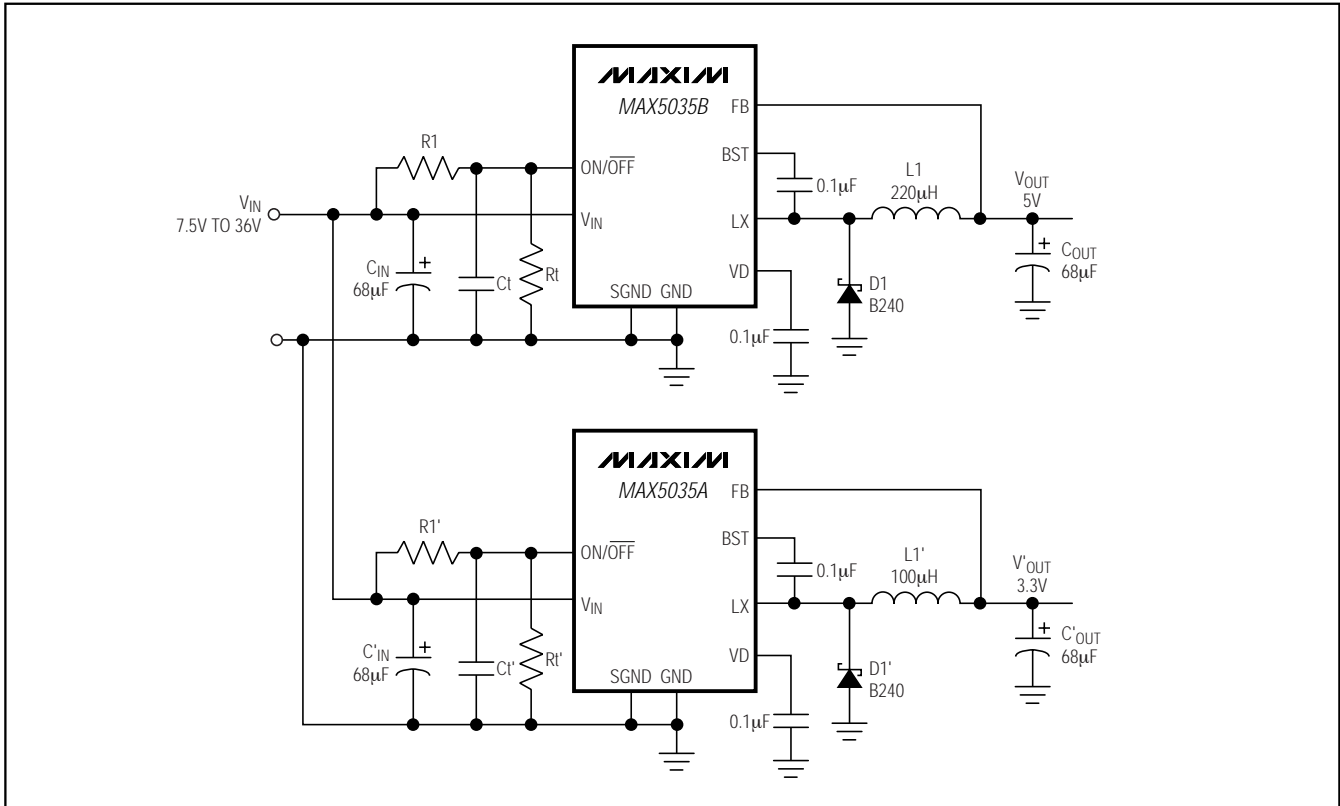 MAXIM
MAX5035B
FB
R1
BST
ON/OFF
0.1μF
L1
220μH
VOUT
5V
VIN
7.5V TO 36V
VIN
LX
CIN
68μF
+
Ct
Rt
VD
D1
B240
+
COUT
68μF
SGND GND
0.1μF
MAXIM
MAX5035A
FB
R1'
BST
ON/OFF
0.1μF
L1'
100μH
V'OUT
3.3V
VIN
LX
C'IN
68μF
+
Ct'
Rt'
VD
D1'
B240
+
C'OUT
68μF
SGND GND
0.1μF